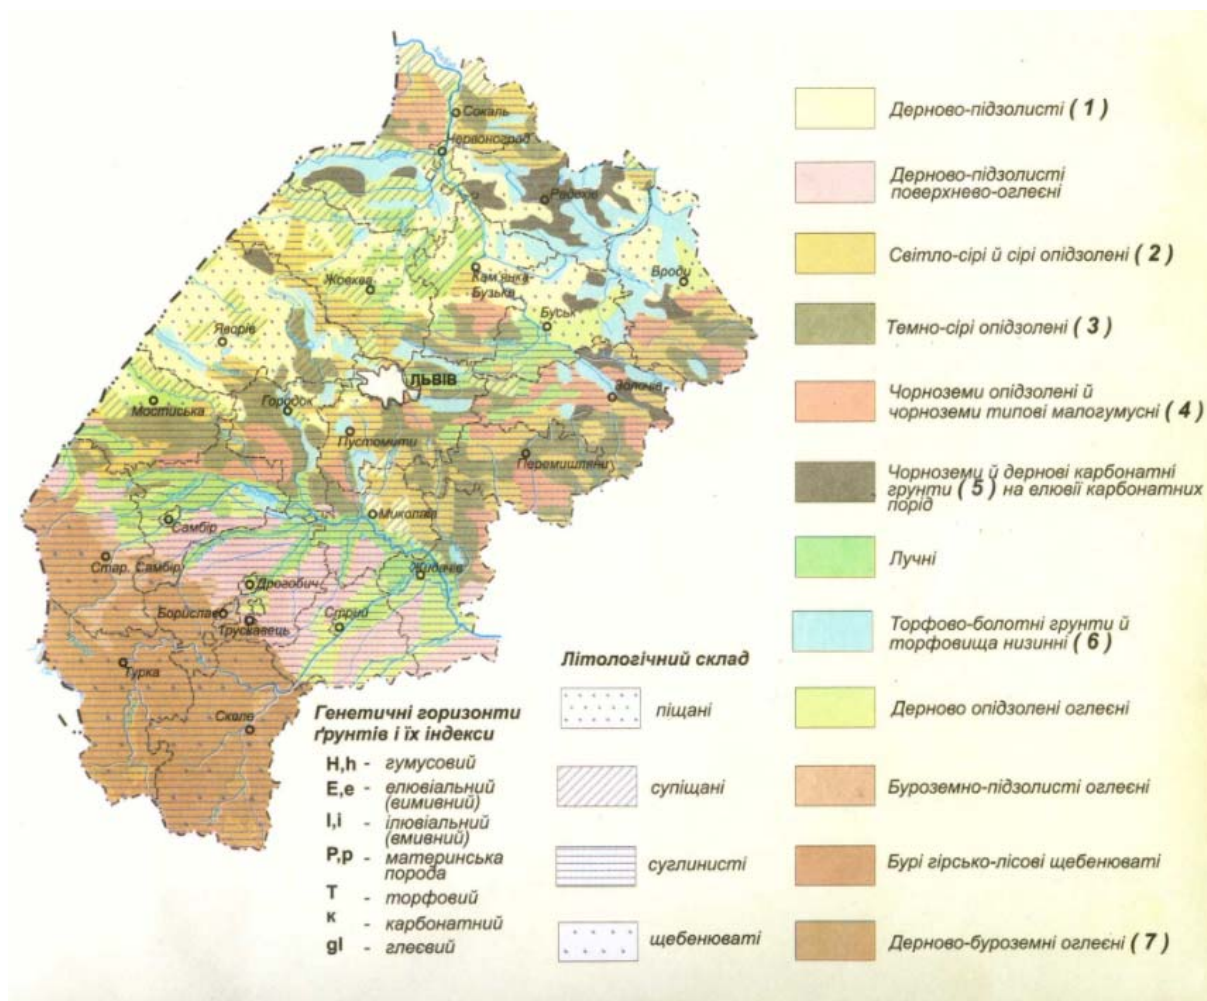 Сокаль
Червоноград
Радехів
Жовква
Кам'янка
Бузька
Броди
Буськ
Яворів
ЛЬВІВ
Золочів
Мостиська
Городок
Пустомити
Перемишляни
Самбір
Миколаїв
Стар. Самбір
Дрогобич
Жидачів
Борислав
Трускавець
Стрий
Турка
Сколе
Дерново-підзолисті ( 1 )
Дерново-підзолисті
поверхнево-оглеєні
Світло-сірі й сірі опідзолені ( 2 )
Темно-сірі опідзолені ( 3 )
Чорноземи опідзолені й
чорноземи типові малогумусні ( 4 )
Чорноземи й дернові карбонатні
грунти ( 5 ) на елювії карбонатних
порід
Лучні
Торфово-болотні грунти й
торфовища низинні ( 6 )
Дерново опідзолені оглеєні
Буроземно-підзолисті оглеєні
Бурі гірсько-лісові щебенюваті
Дерново-буроземні оглеєні ( 7 )
Літологічний склад
піщані
супіщані
суглинисті
щебенюваті
Генетичні горизонти
ґрунтів і їх індекси
H,h - гумусовий
E,e - елювіальний
(вимивний)
I,i - ілювіальний
(вмивний)
P,p - материнська
порода
T - торфовий
к - карбонатний
gl - глеєвий